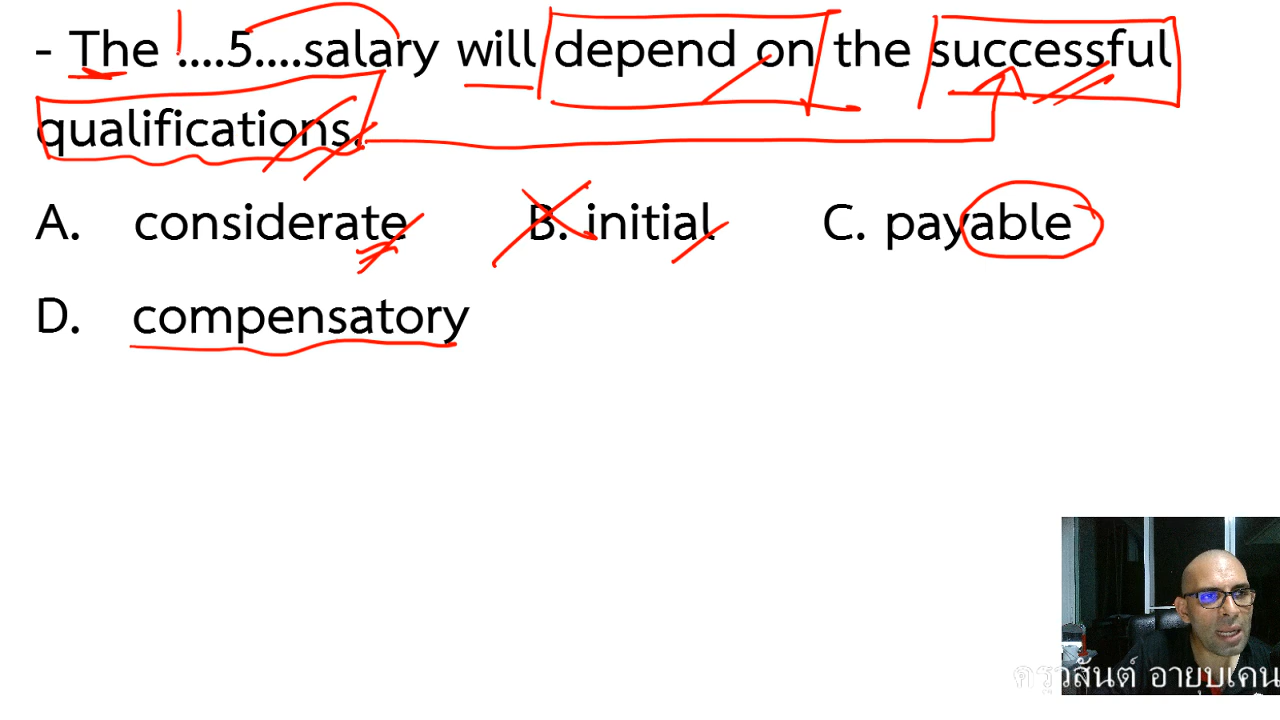 - The ....5....salary will depend on the successful
qualifications.
A. considerate B. initial C. payable
D. compensatory
ครูวสันต์ อายุบเคน